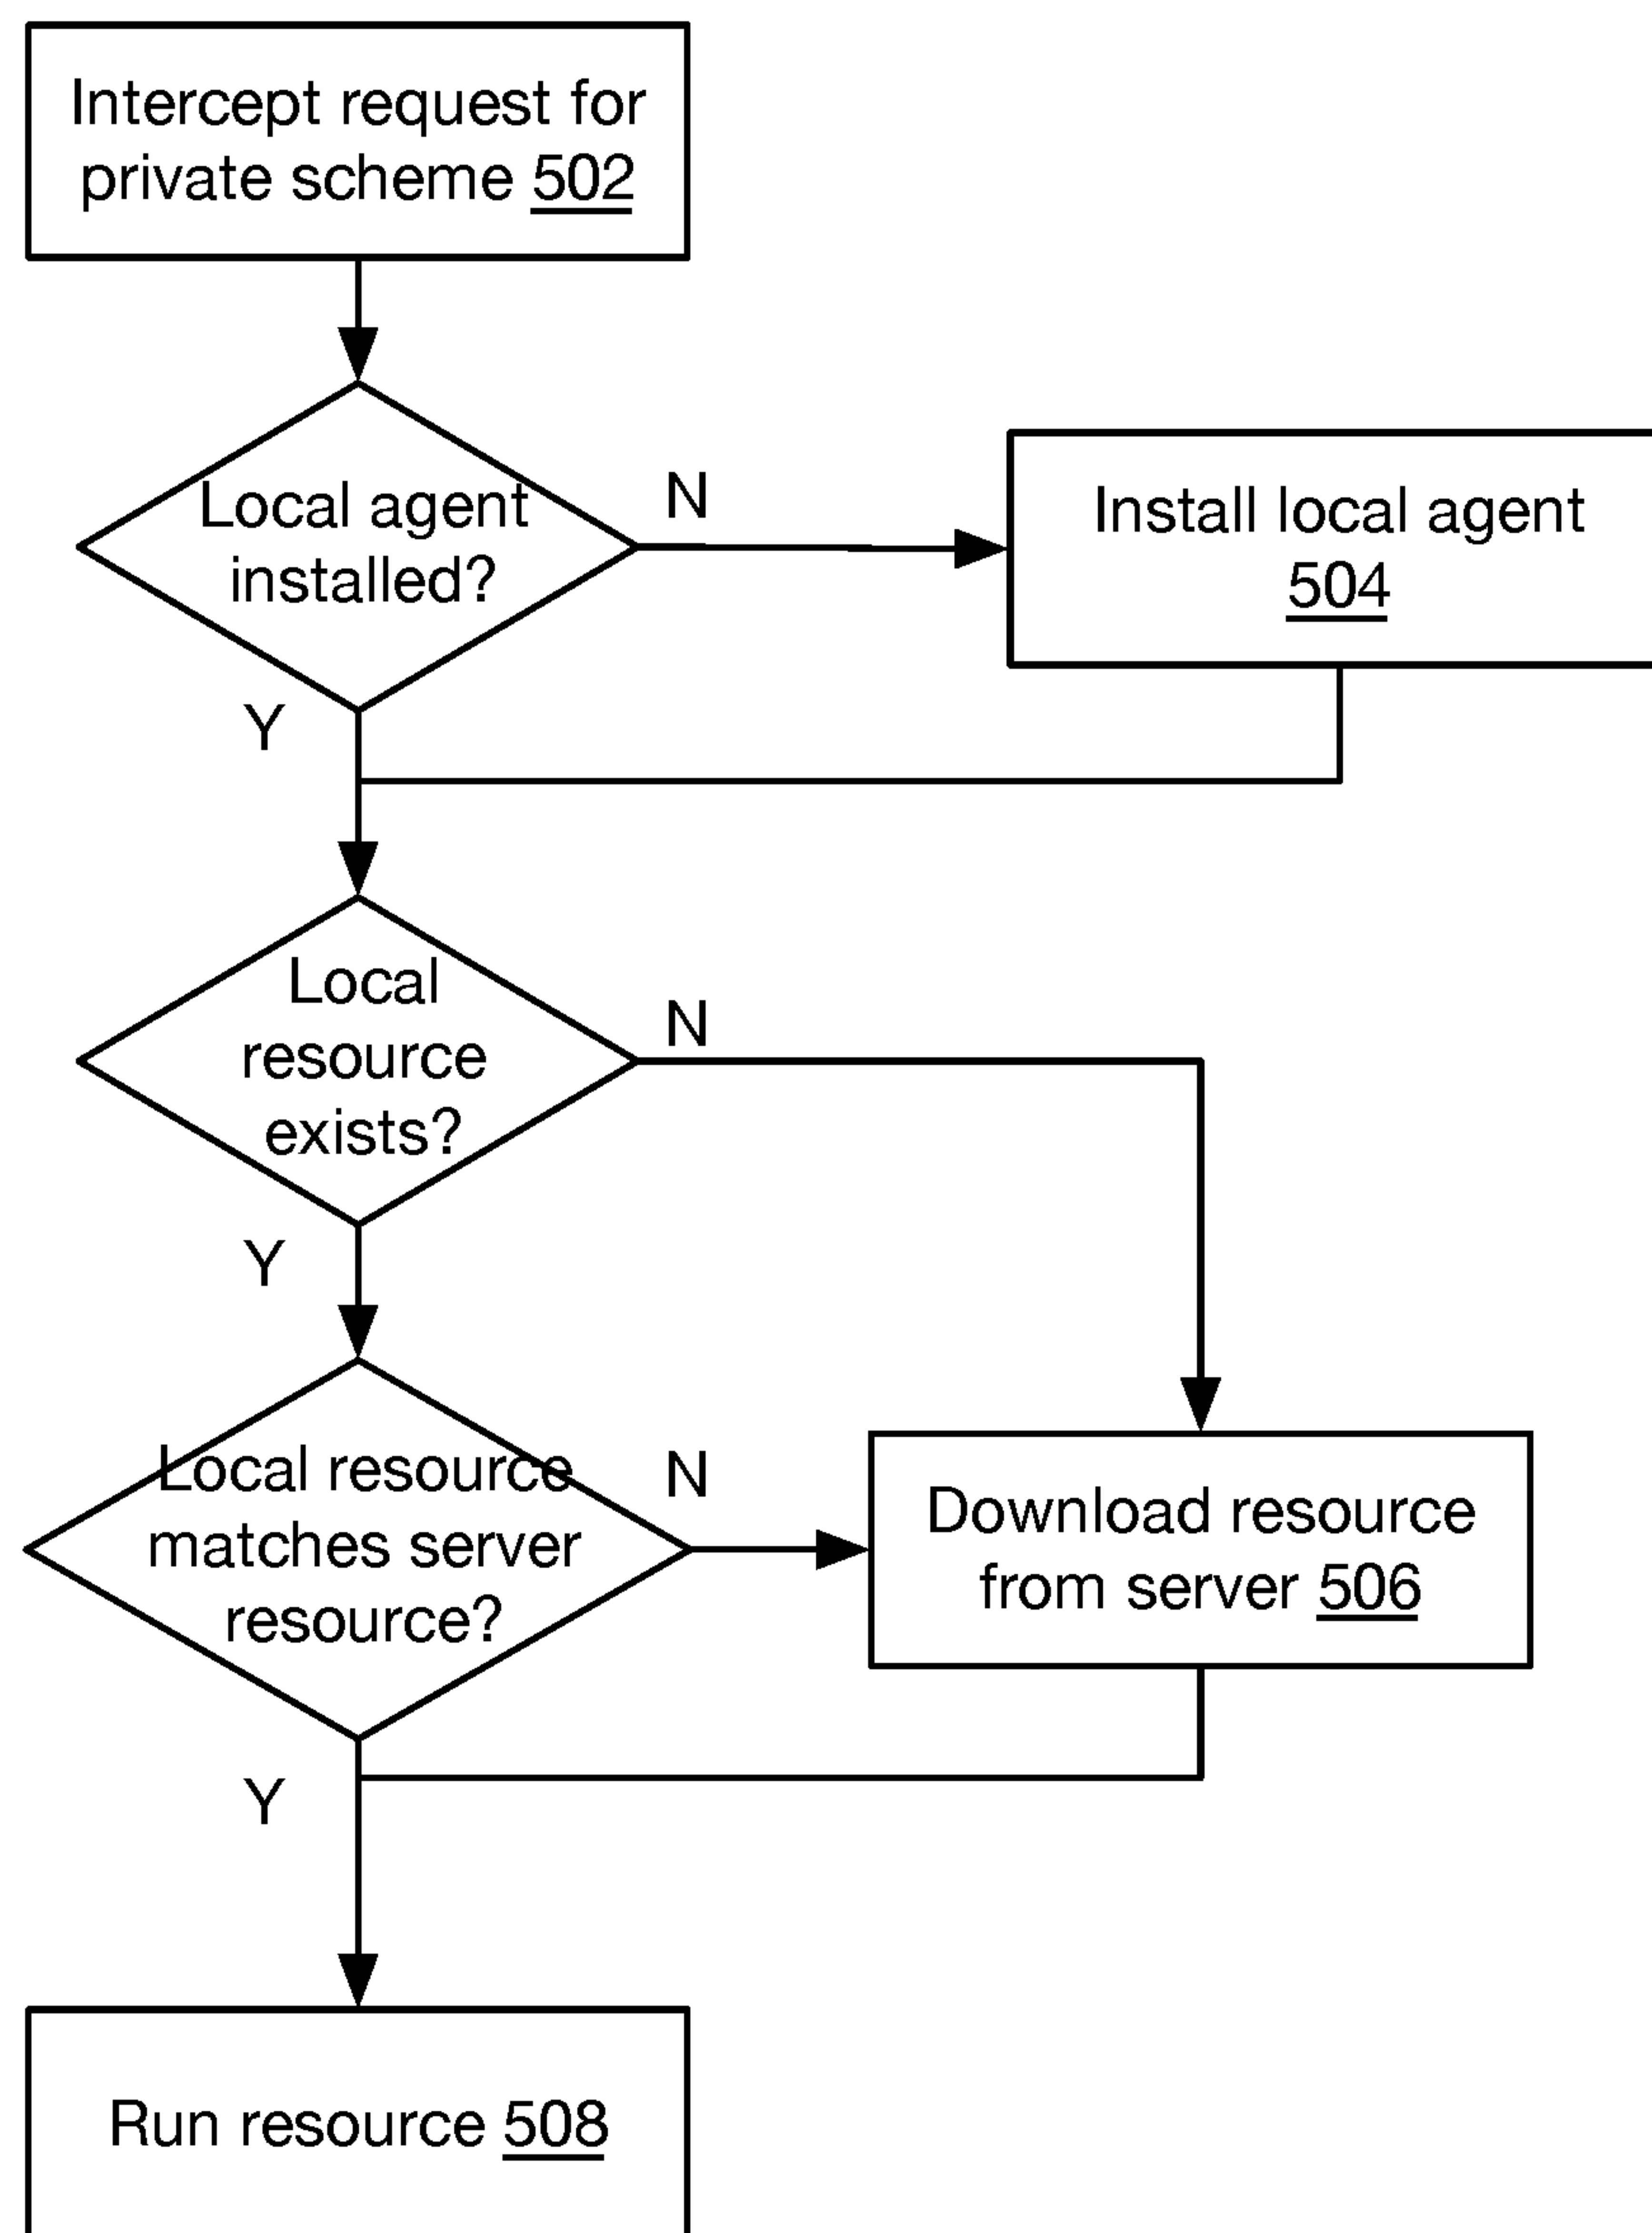 Intercept request for
private scheme 502
Local agent
installed?
N
Install local agent
504
Y
Local
resource
exists?
N
Y
Local resource
matches server
resource?
N
Download resource
from server 506
Y
Run resource 508